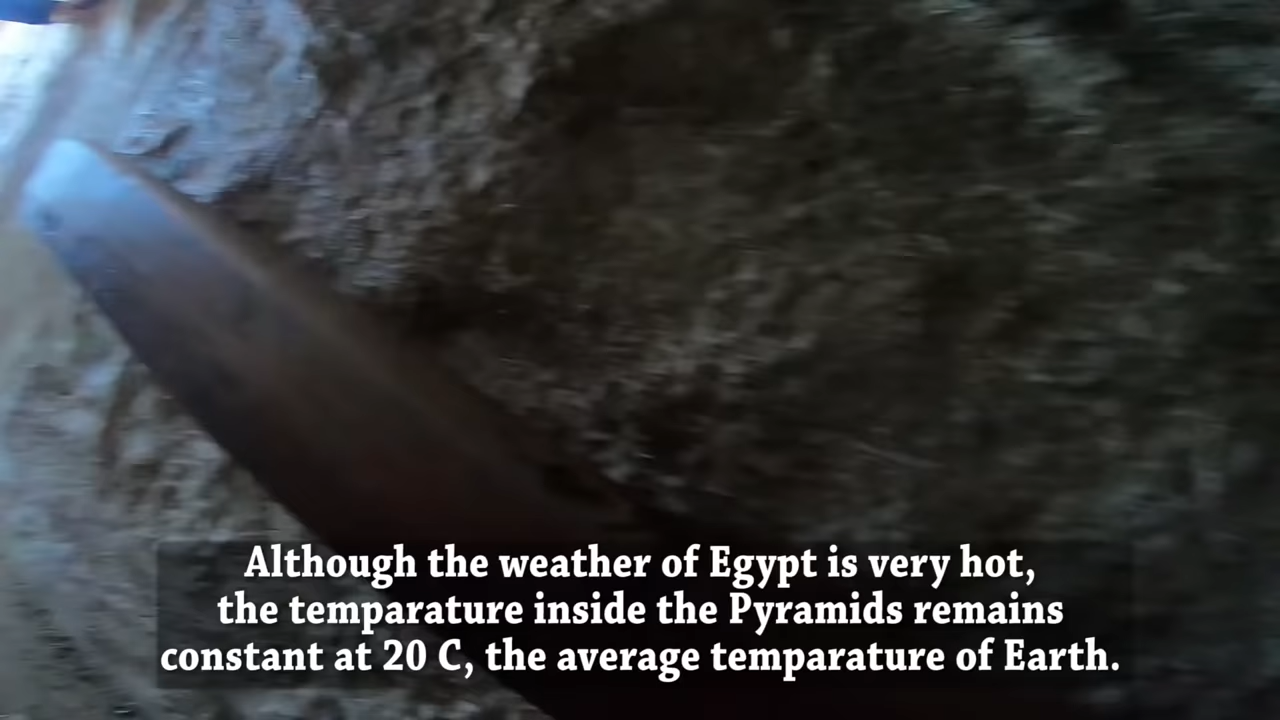 Although the weather of Egypt is very hot,
the temparature inside the Pyramids remains
constant at 20 C, the average temparature of Earth.